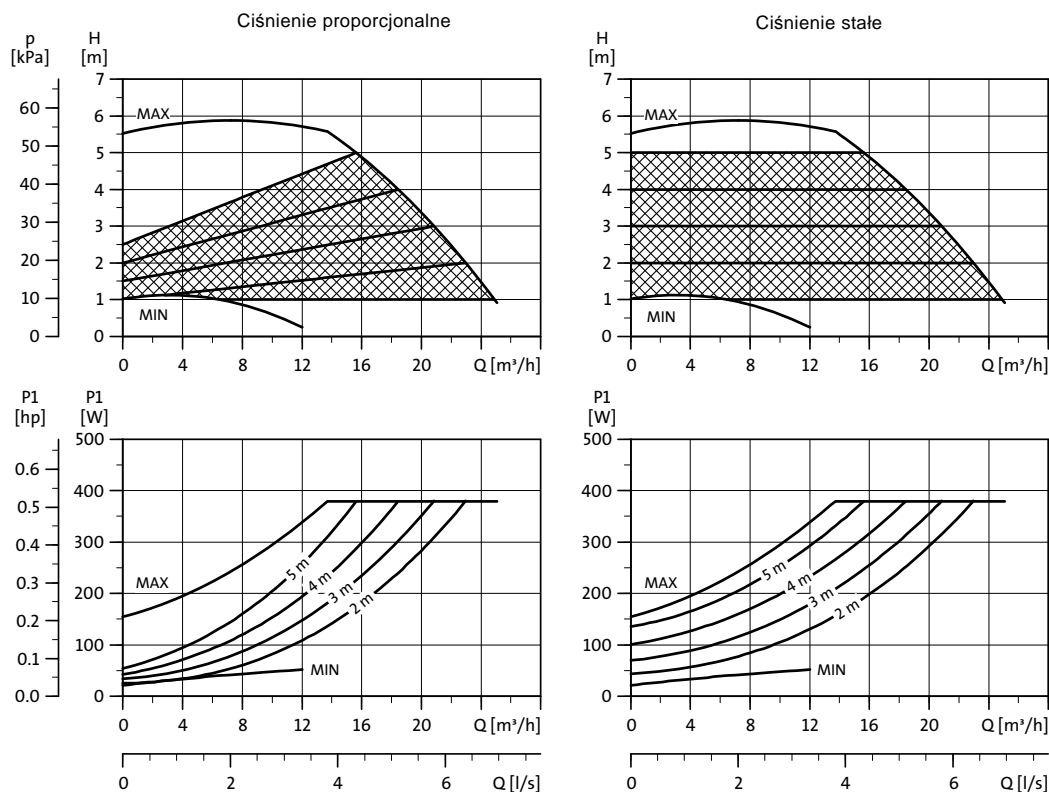 Ciśnienie proporcjonalne
Ciśnienie stałe
p
[kPa]
H
[m]
H
[m]
60
50
40
30
20
10
0
7
6
5
4
3
2
1
0
MAX
MIN
0 4 8 12 16 20 Q [m³/h]
7
6
5
4
3
2
1
0
MAX
MIN
0 4 8 12 16 20 Q [m³/h]
P1
[hp]
P1
[W]
P1
[W]
0.6
0.5
0.4
0.3
0.2
0.1
0.0
500
400
300
200
100
0
MAX
5 m
4 m
3 m
2 m
MIN
0 4 8 12 16 20 Q [m³/h]
500
400
300
200
100
0
MAX
5 m
4 m
3 m
2 m
MIN
0 4 8 12 16 20 Q [m³/h]
0 2 4 6 Q [l/s]
0 2 4 6 Q [l/s]